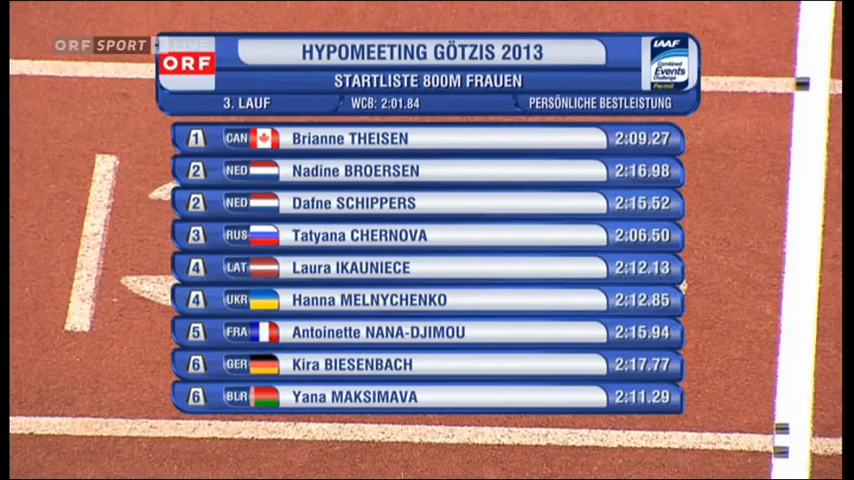 ORF SPORT + LIVE
ORF
HYPOMEETING GÖTZIS 2013
IAAF
Combined
Events
Challenge
Permit
STARTLISTE 800M FRAUEN
3. LAUF WCB: 2:01.84 PERSÖNLICHE BESTLEISTUNG
1 CAN Brianne THEISEN 2:09.27
2 NED Nadine BROERSEN 2:16.98
2 NED Dafne SCHIPPERS 2:15.52
3 RUS Tatyana CHERNOVA 2:06.50
4 LAT Laura IKAUNIECE 2:12.13
4 UKR Hanna MELNYCHENKO 2:12.85
5 FRA Antoinette NANA-DJIMOU 2:15.94
6 GER Kira BIESENBACH 2:17.77
6 BLR Yana MAKSIMAVA 2:11.29